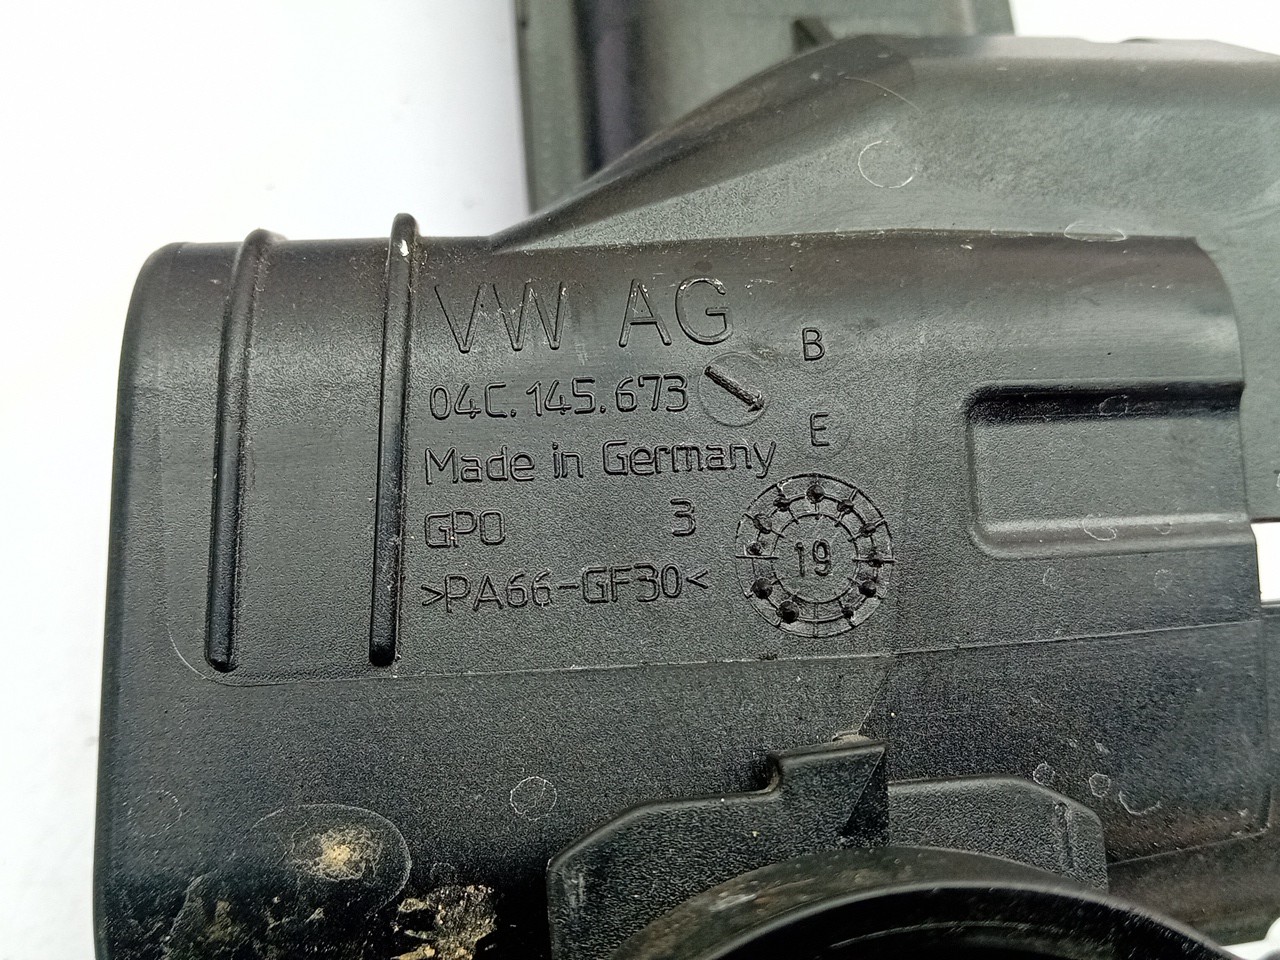 VW AG
B
04C.145.673
E
Made in Germany
GPO 3
19
>PA66-GF30<